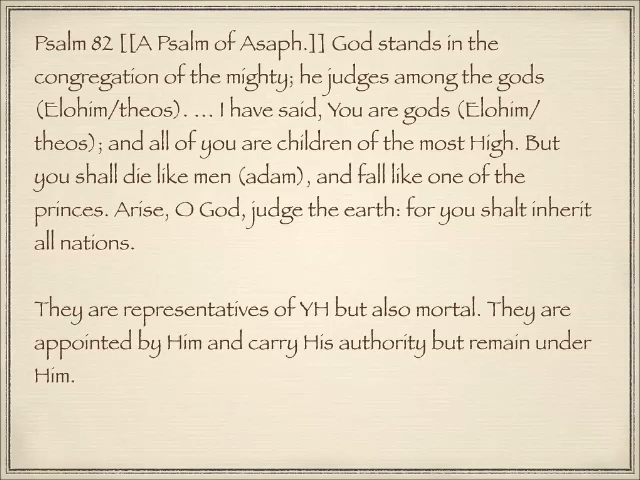 Psalm 82 [[A Psalm of Asaph.]] God stands in the
congregation of the mighty; he judges among the gods
(Elohim/theos). ... I have said, You are gods (Elohim/
theos); and all of you are children of the most High. But
you shall die like men (adam), and fall like one of the
princes. Arise, O God, judge the earth: for you shalt inherit
all nations.
They are representatives of YH but also mortal. They are
appointed by Him and carry His authority but remain under
Him.